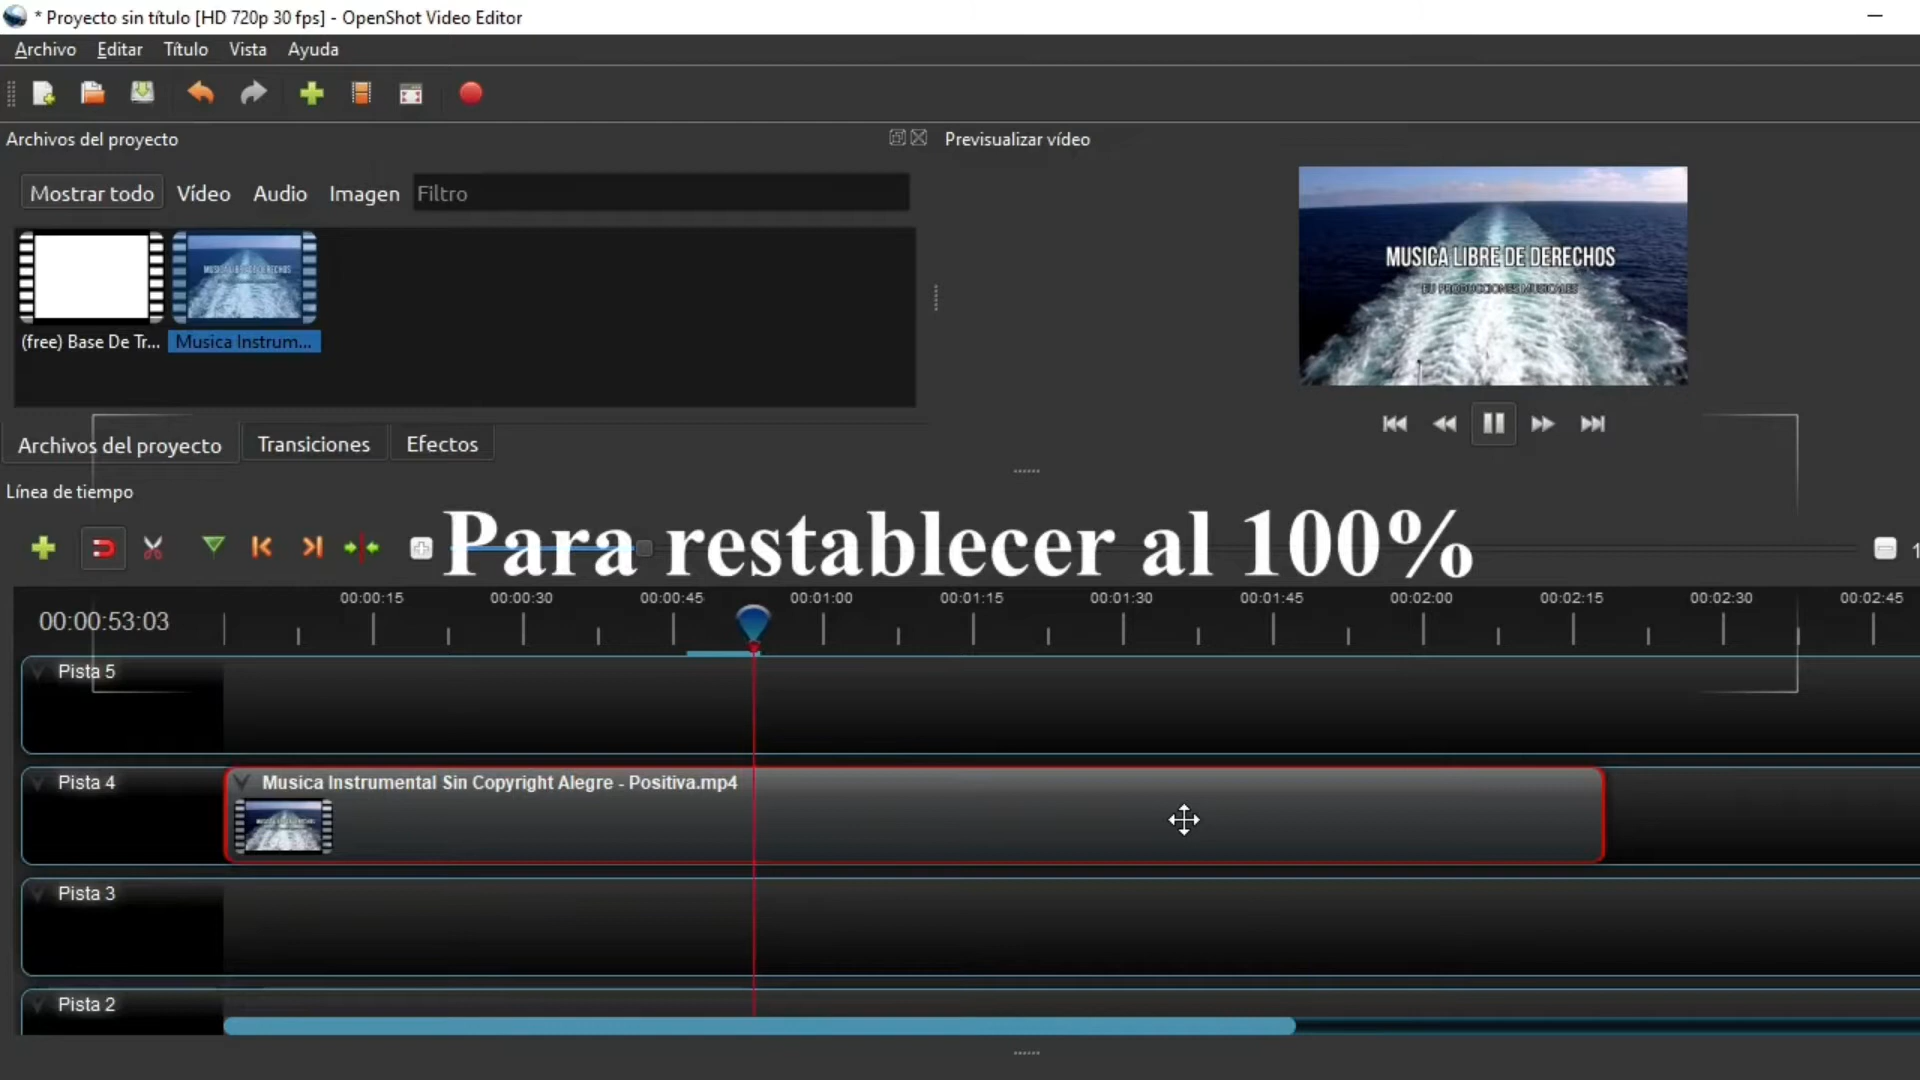 * Proyecto sin título [HD 720p 30 fps] - OpenShot Video Editor
Archivo Editar Título Vista Ayuda
Archivos del proyecto
Previsualizar vídeo
Mostrar todo Vídeo Audio Imagen Filtro
MUSICA LIBRE DE DERECHOS
EU PRODUCCIONES MUSICALES
(free) Base De Tr... Musica Instrum...
Archivos del proyecto Transiciones Efectos
Línea de tiempo
Para restablecer al 100%
00:00:53:03
00:00:15 00:00:30 00:00:45 00:01:00 00:01:15 00:01:30 00:01:45 00:02:00 00:02:15 00:02:30 00:02:45
Pista 5
Pista 4
Musica Instrumental Sin Copyright Alegre - Positiva.mp4
Pista 3
Pista 2